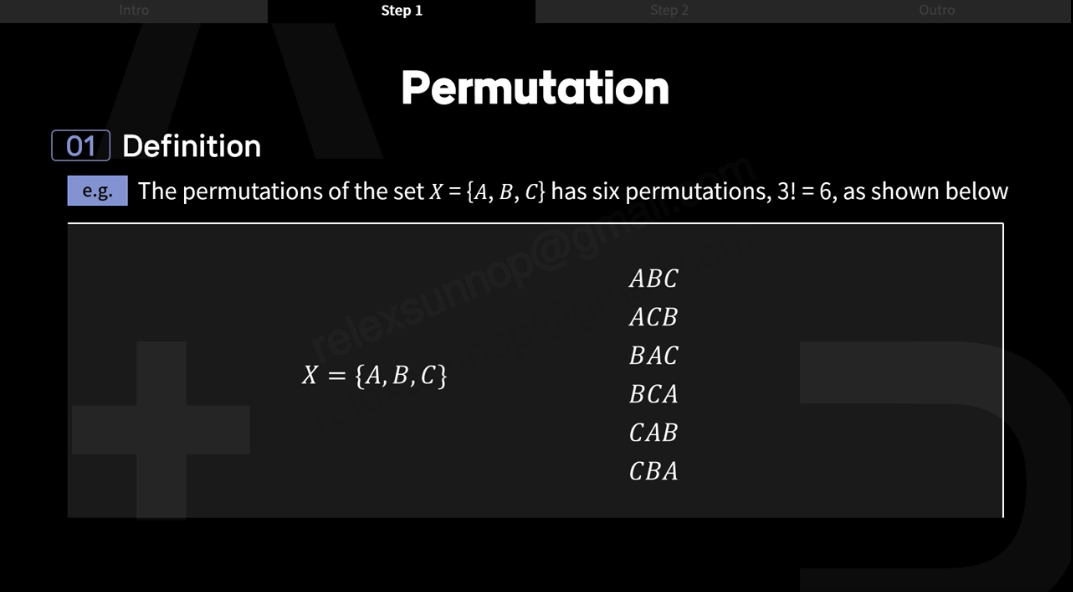 Intro
Step 1
Step 2
Outro
Permutation
01 Definition
e.g. The permutations of the set X = {A, B, C} has six permutations, 3! = 6, as shown below
relexsunnop@gmail.com
ABC
ACB
BAC
X = {A, B, C}
BCA
CAB
CBA